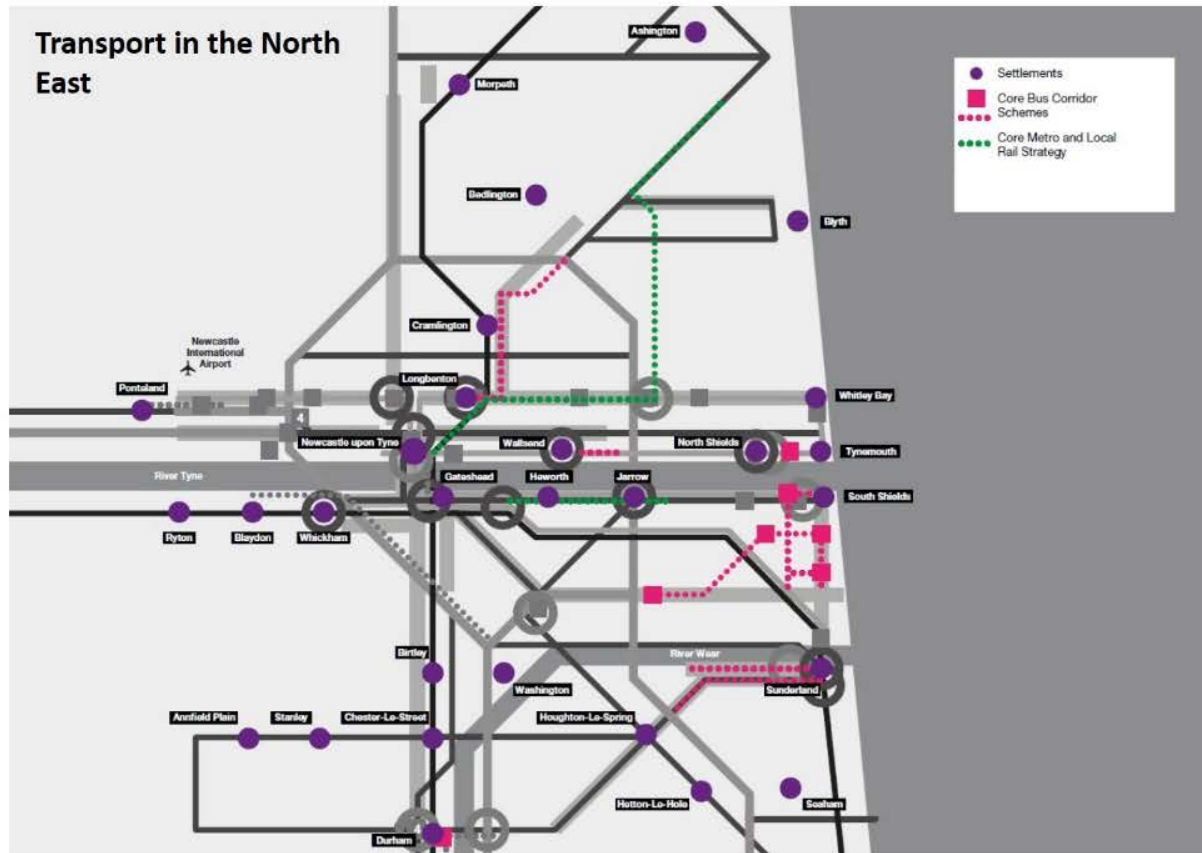 Transport in the North
East
Settlements
Core Bus Corridor
Schemes
Core Metro and Local
Rail Strategy
Ashington
Morpeth
Bedlington
Blyth
Cramlington
Newcastle
International
Airport
Ponteland
Longbenton
Whitley Bay
4
Newcastle upon Tyne
Wallsend
North Shields
Tynemouth
River Tyne
Gateshead
Heworth
Jarrow
South Shields
Ryton
Blaydon
Whickham
River Wear
Birtley
Washington
Sunderland
Annfield Plain
Stanley
Chester-Le-Street
Houghton-Le-Spring
Hetton-Le-Hole
Seaham
4
Durham